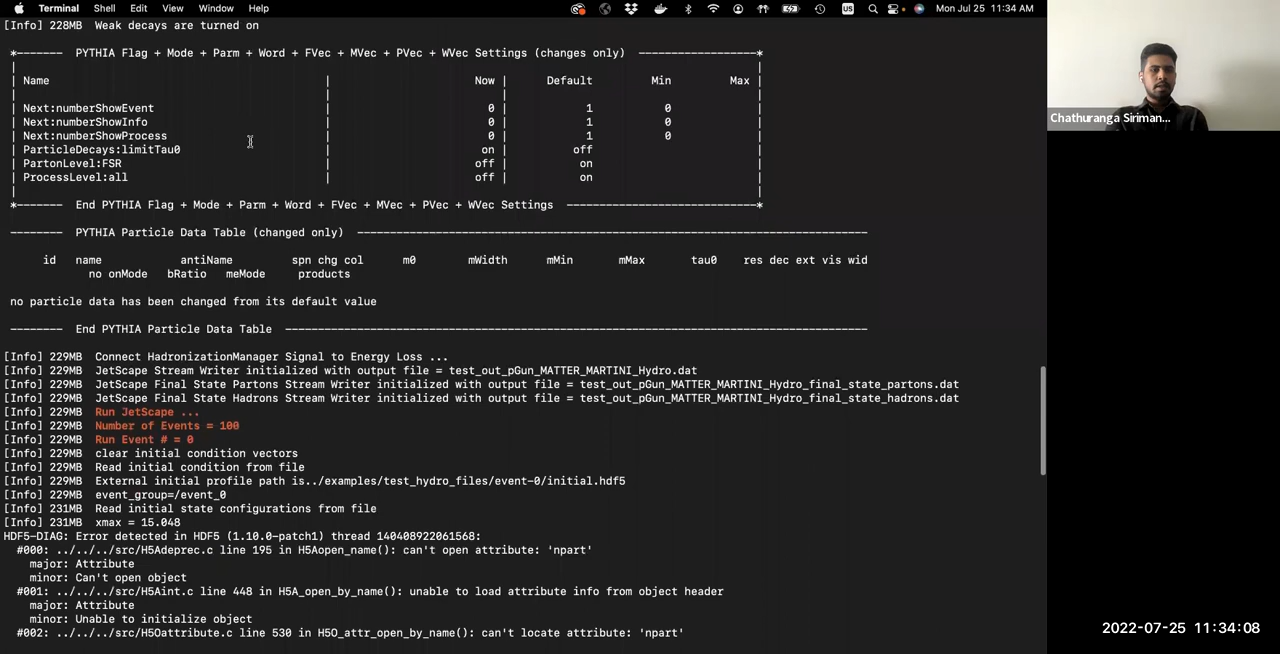 Terminal Shell Edit View Window Help US Mon Jul 25 11:34 AM
[Info] 228MB Weak decays are turned on
*------- PYTHIA Flag + Mode + Parm + Word + FVec + MVec + PVec + WVec Settings (changes only) ------------------*
| Name | Now | Default Min Max |
| Next:numberShowEvent | 0 | 1 0 |
| Next:numberShowInfo | 0 | 1 0 |
| Next:numberShowProcess | 0 | 1 0 |
| ParticleDecays:limitTau0 | on | off |
| PartonLevel:FSR | off | on |
| ProcessLevel:all | off | on |
*------- End PYTHIA Flag + Mode + Parm + Word + FVec + MVec + PVec + WVec Settings -----------------------------*
-------- PYTHIA Particle Data Table (changed only) ------------------------------------------------------------------------------
id name antiName spn chg col m0 mWidth mMin mMax tau0 res dec ext vis wid
no onMode bRatio meMode products
no particle data has been changed from its default value
-------- End PYTHIA Particle Data Table -----------------------------------------------------------------------------------------
[Info] 229MB Connect HadronizationManager Signal to Energy Loss ...
[Info] 229MB JetScape Stream Writer initialized with output file = test_out_pGun_MATTER_MARTINI_Hydro.dat
[Info] 229MB JetScape Final State Partons Stream Writer initialized with output file = test_out_pGun_MATTER_MARTINI_Hydro_final_state_partons.dat
[Info] 229MB JetScape Final State Hadrons Stream Writer initialized with output file = test_out_pGun_MATTER_MARTINI_Hydro_final_state_hadrons.dat
[Info] 229MB Run JetScape ...
[Info] 229MB Number of Events = 100
[Info] 229MB Run Event # = 0
[Info] 229MB clear initial condition vectors
[Info] 229MB Read initial condition from file
[Info] 229MB External initial profile path is../examples/test_hydro_files/event-0/initial.hdf5
[Info] 229MB event_group=/event_0
[Info] 231MB Read initial state configurations from file
[Info] 231MB xmax = 15.048
HDF5-DIAG: Error detected in HDF5 (1.10.0-patch1) thread 140408922061568:
#000: ../../../src/H5Adeprec.c line 195 in H5Aopen_name(): can't open attribute: 'npart'
major: Attribute
minor: Can't open object
#001: ../../../src/H5Aint.c line 448 in H5A_open_by_name(): unable to load attribute info from object header
major: Attribute
minor: Unable to initialize object
#002: ../../../src/H5Oattribute.c line 530 in H5O_attr_open_by_name(): can't locate attribute: 'npart'
Chathuranga Siriman...
2022-07-25 11:34:08